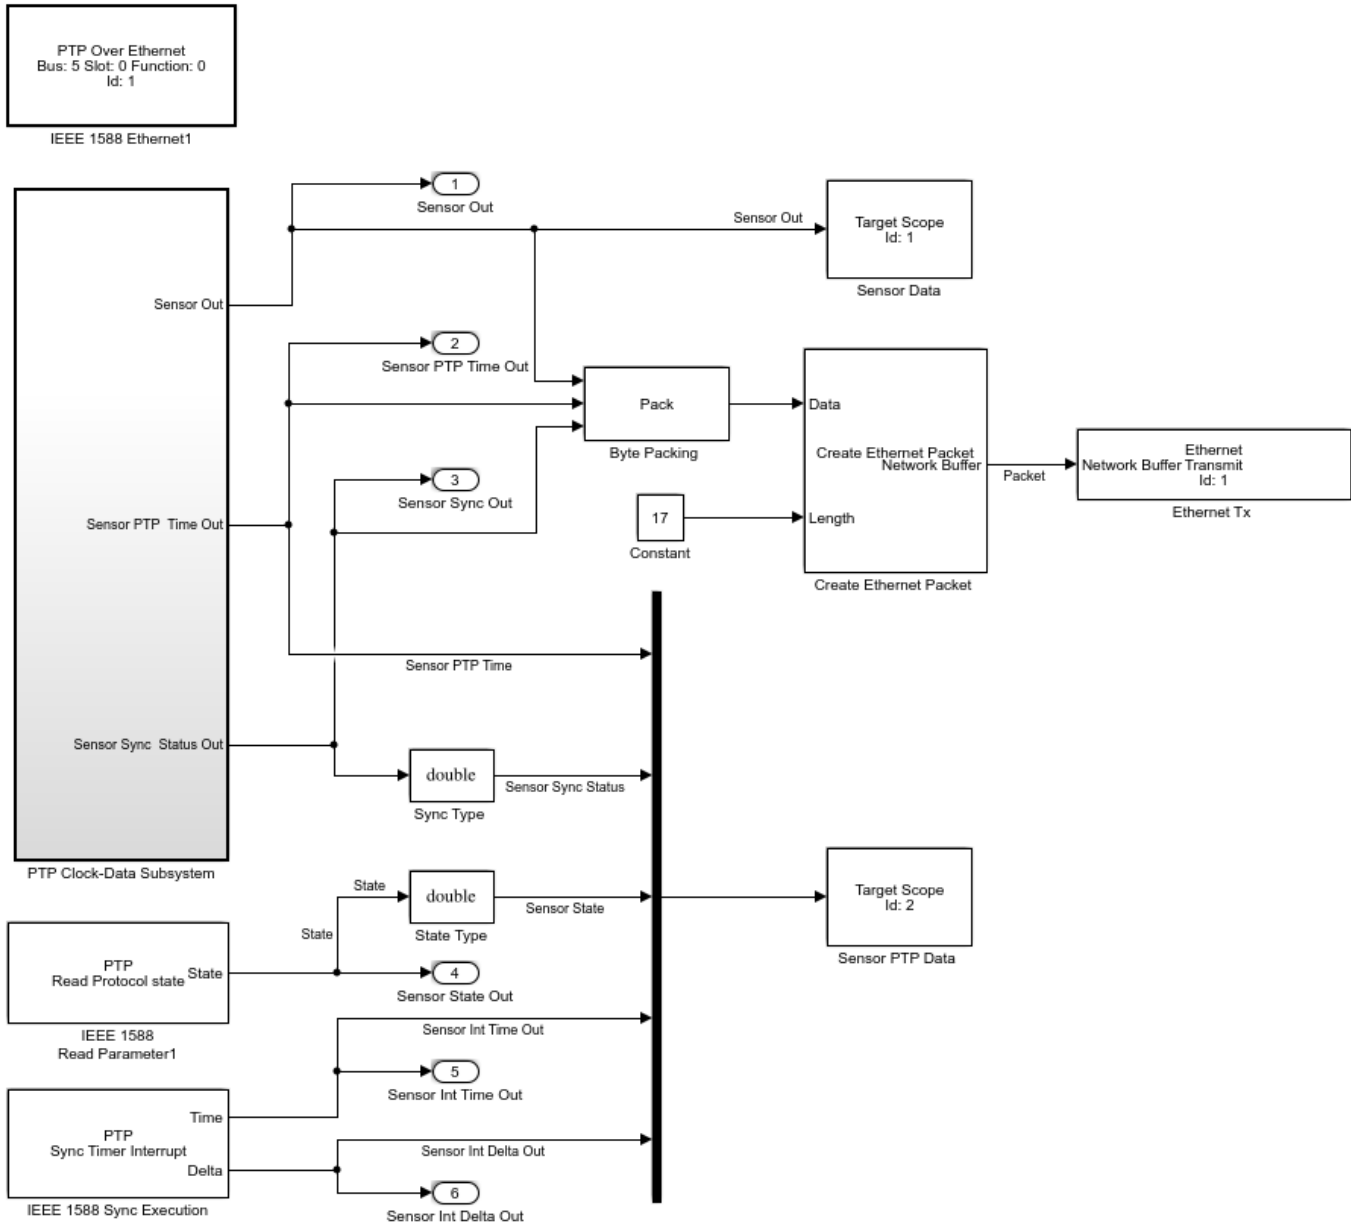 PTP Over Ethernet
Bus: 5 Slot: 0 Function: 0
Id: 1
IEEE 1588 Ethernet1
1
Sensor Out
Sensor Out
Target Scope
Id: 1
Sensor Data
Sensor Out
2
Sensor PTP Time Out
Pack
Byte Packing
Data
Create Ethernet Packet
Network Buffer
Length
Create Ethernet Packet
Packet
Ethernet
Network Buffer Transmit
Id: 1
Ethernet Tx
3
Sensor Sync Out
17
Constant
Sensor PTP  Time Out
Sensor PTP Time
Sensor Sync  Status Out
double
Sync Type
Sensor Sync Status
PTP Clock-Data Subsystem
State
double
State Type
Sensor State
Target Scope
Id: 2
Sensor PTP Data
State
PTP
Read Protocol state
State
IEEE 1588
Read Parameter1
4
Sensor State Out
Sensor Int Time Out
5
Sensor Int Time Out
Time
PTP
Sync Timer Interrupt
Delta
IEEE 1588 Sync Execution
Sensor Int Delta Out
6
Sensor Int Delta Out